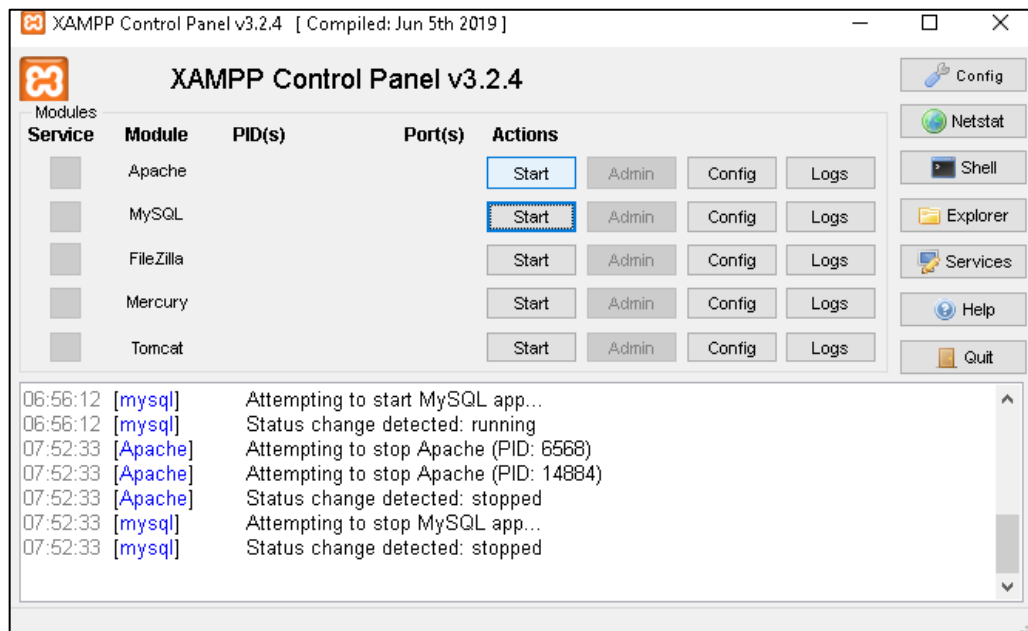 XAMPP Control Panel v3.2.4 [ Compiled: Jun 5th 2019 ]
XAMPP Control Panel v3.2.4
Config
Modules
Service Module PID(s) Port(s) Actions
Netstat
Apache Start Admin Config Logs
Shell
MySQL Start Admin Config Logs
Explorer
FileZilla Start Admin Config Logs
Services
Mercury Start Admin Config Logs
Help
Tomcat Start Admin Config Logs
Quit
06:56:12 [mysql] Attempting to start MySQL app...
06:56:12 [mysql] Status change detected: running
07:52:33 [Apache] Attempting to stop Apache (PID: 6568)
07:52:33 [Apache] Attempting to stop Apache (PID: 14884)
07:52:33 [Apache] Status change detected: stopped
07:52:33 [mysql] Attempting to stop MySQL app...
07:52:33 [mysql] Status change detected: stopped